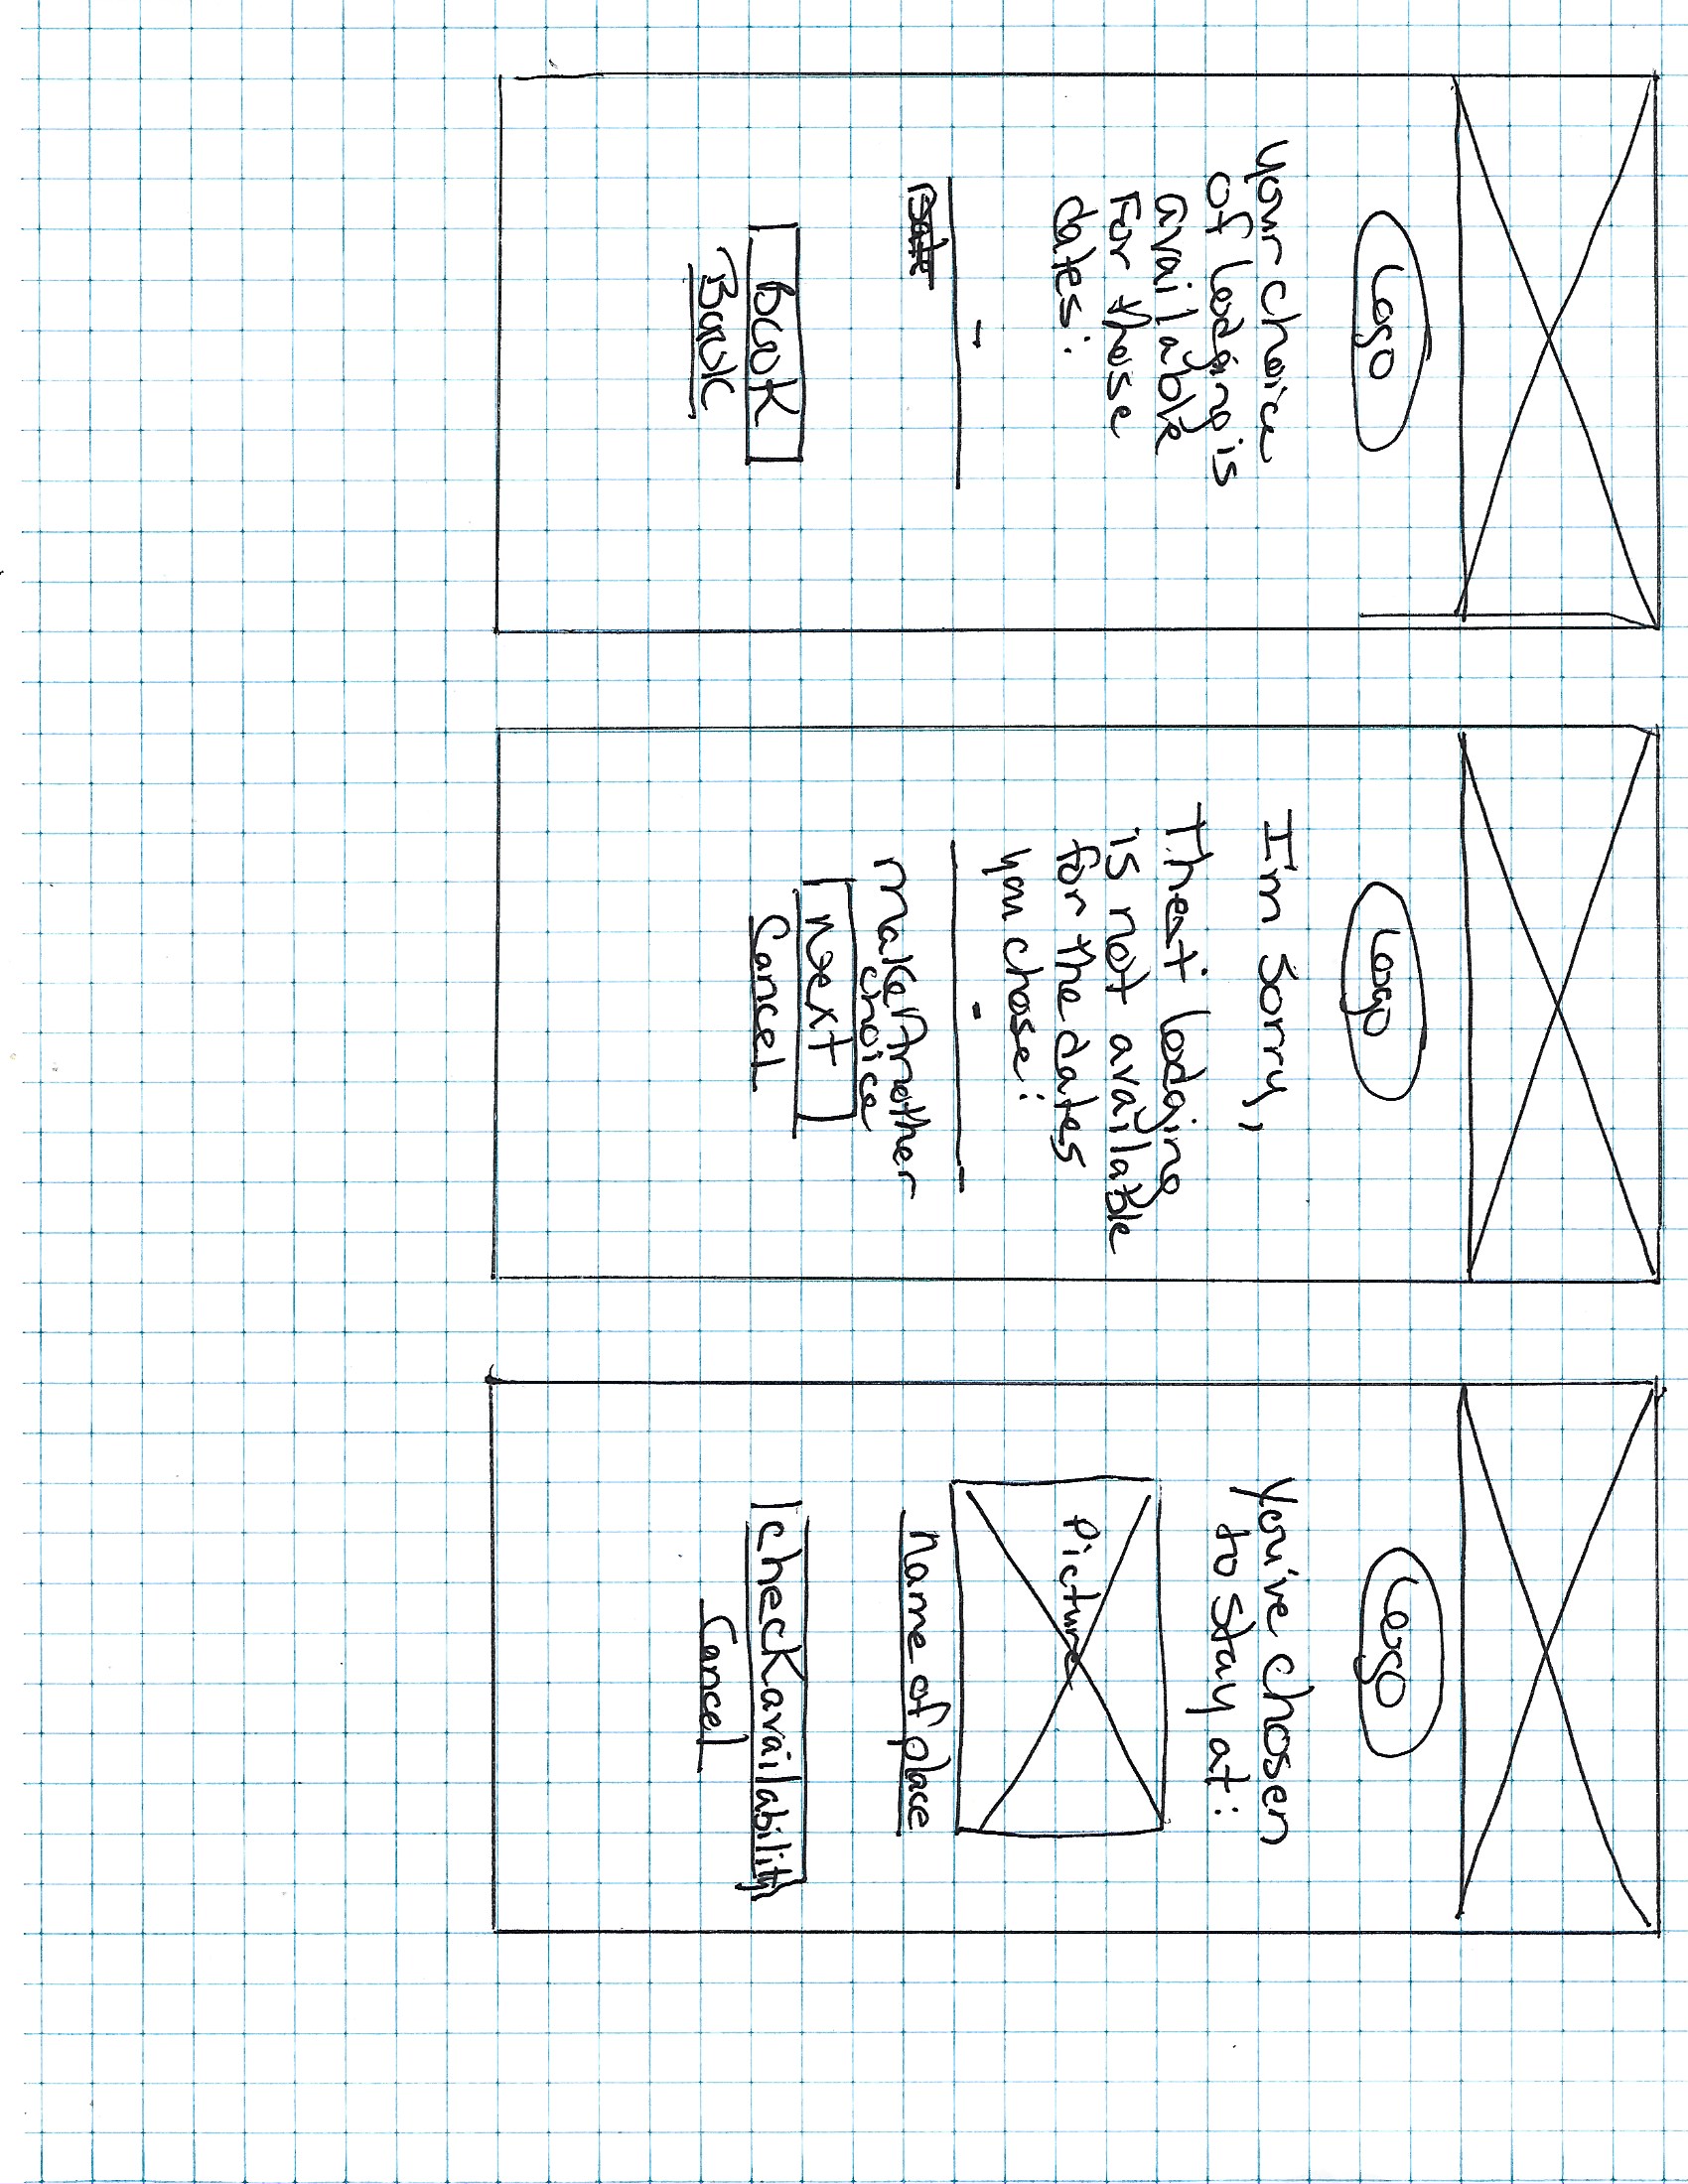 Logo
Your choice
of lodging is
available
For those
dates:
-
Book
Back
Logo
I'm Sorry,
That lodging
is not available
for the dates
you chose:
-
Make Another
choice
Next
Cancel
Logo
You've chosen
to stay at:
Picture
Name of place
Check availability
Cancel